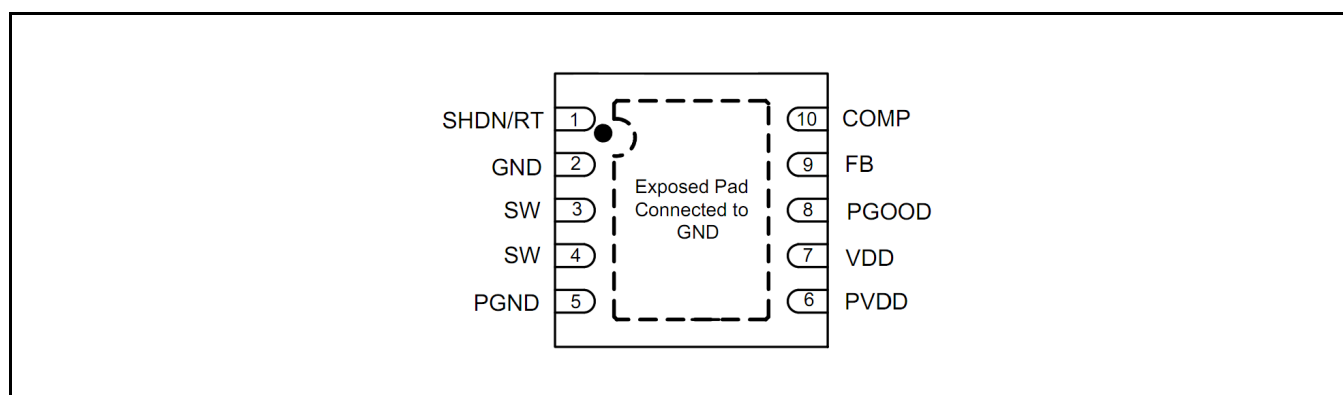 SHDN/RT 1
GND 2
SW 3
SW 4
PGND 5
Exposed Pad
Connected to
GND
10 COMP
9 FB
8 PGOOD
7 VDD
6 PVDD